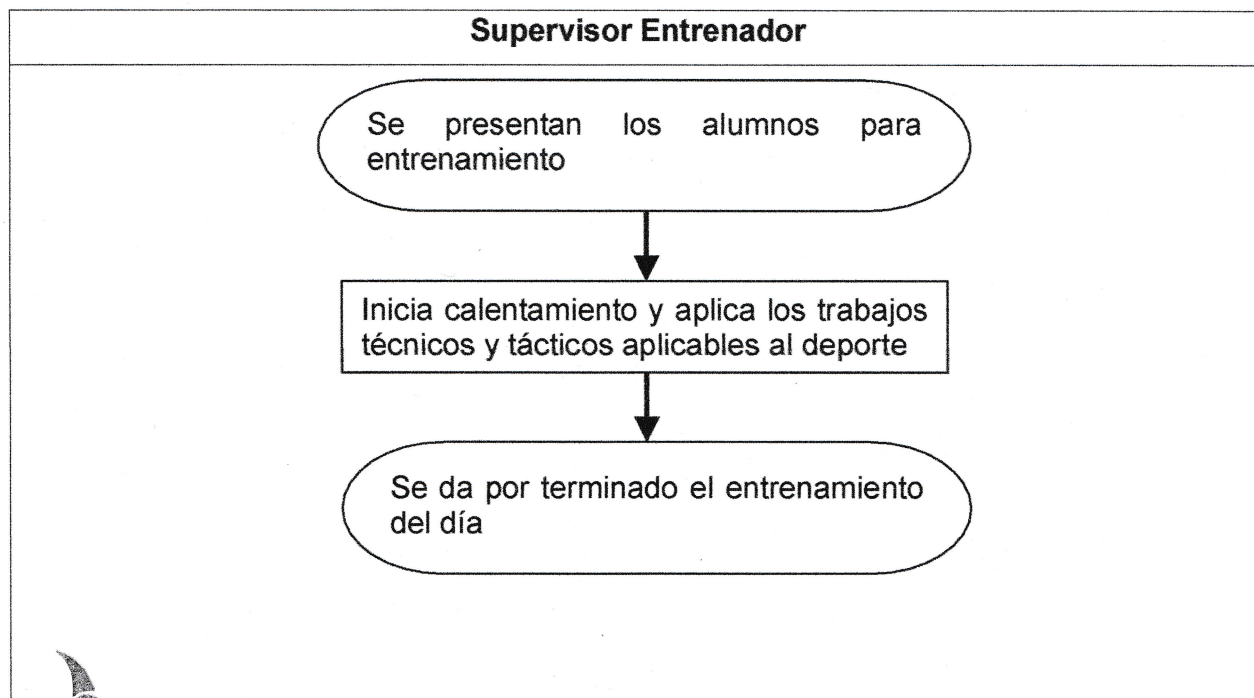 Supervisor Entrenador
Se presentan los alumnos para
entrenamiento
Inicia calentamiento y aplica los trabajos
técnicos y tácticos aplicables al deporte
Se da por terminado el entrenamiento
del día